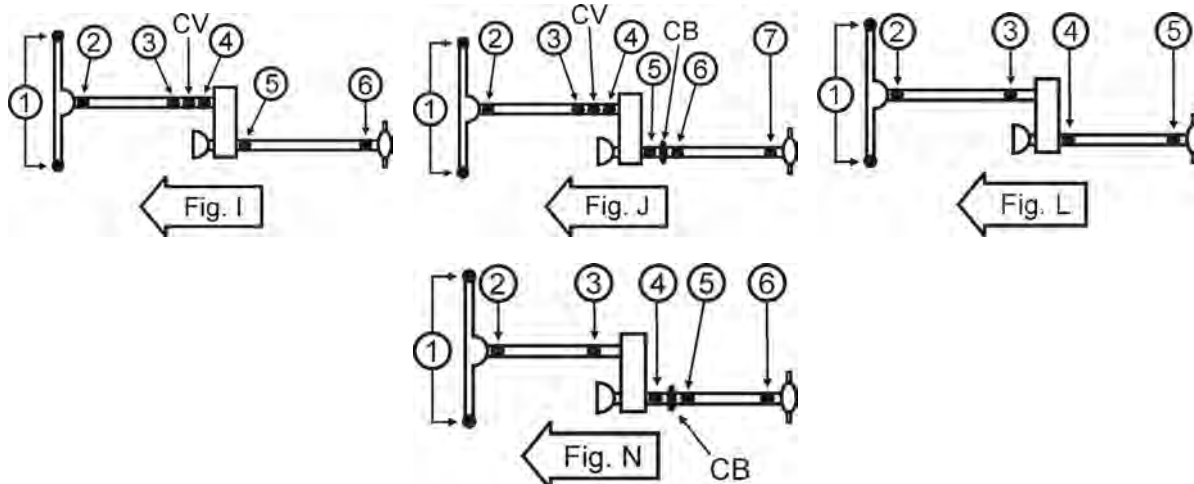 CV
2 3 4
1 5 6
Fig. I
CV CB
2 3 4 7
1 5 6
Fig. J
2 3 4 5
1
Fig. L
2 3 4 5 6
1
Fig. N
CB